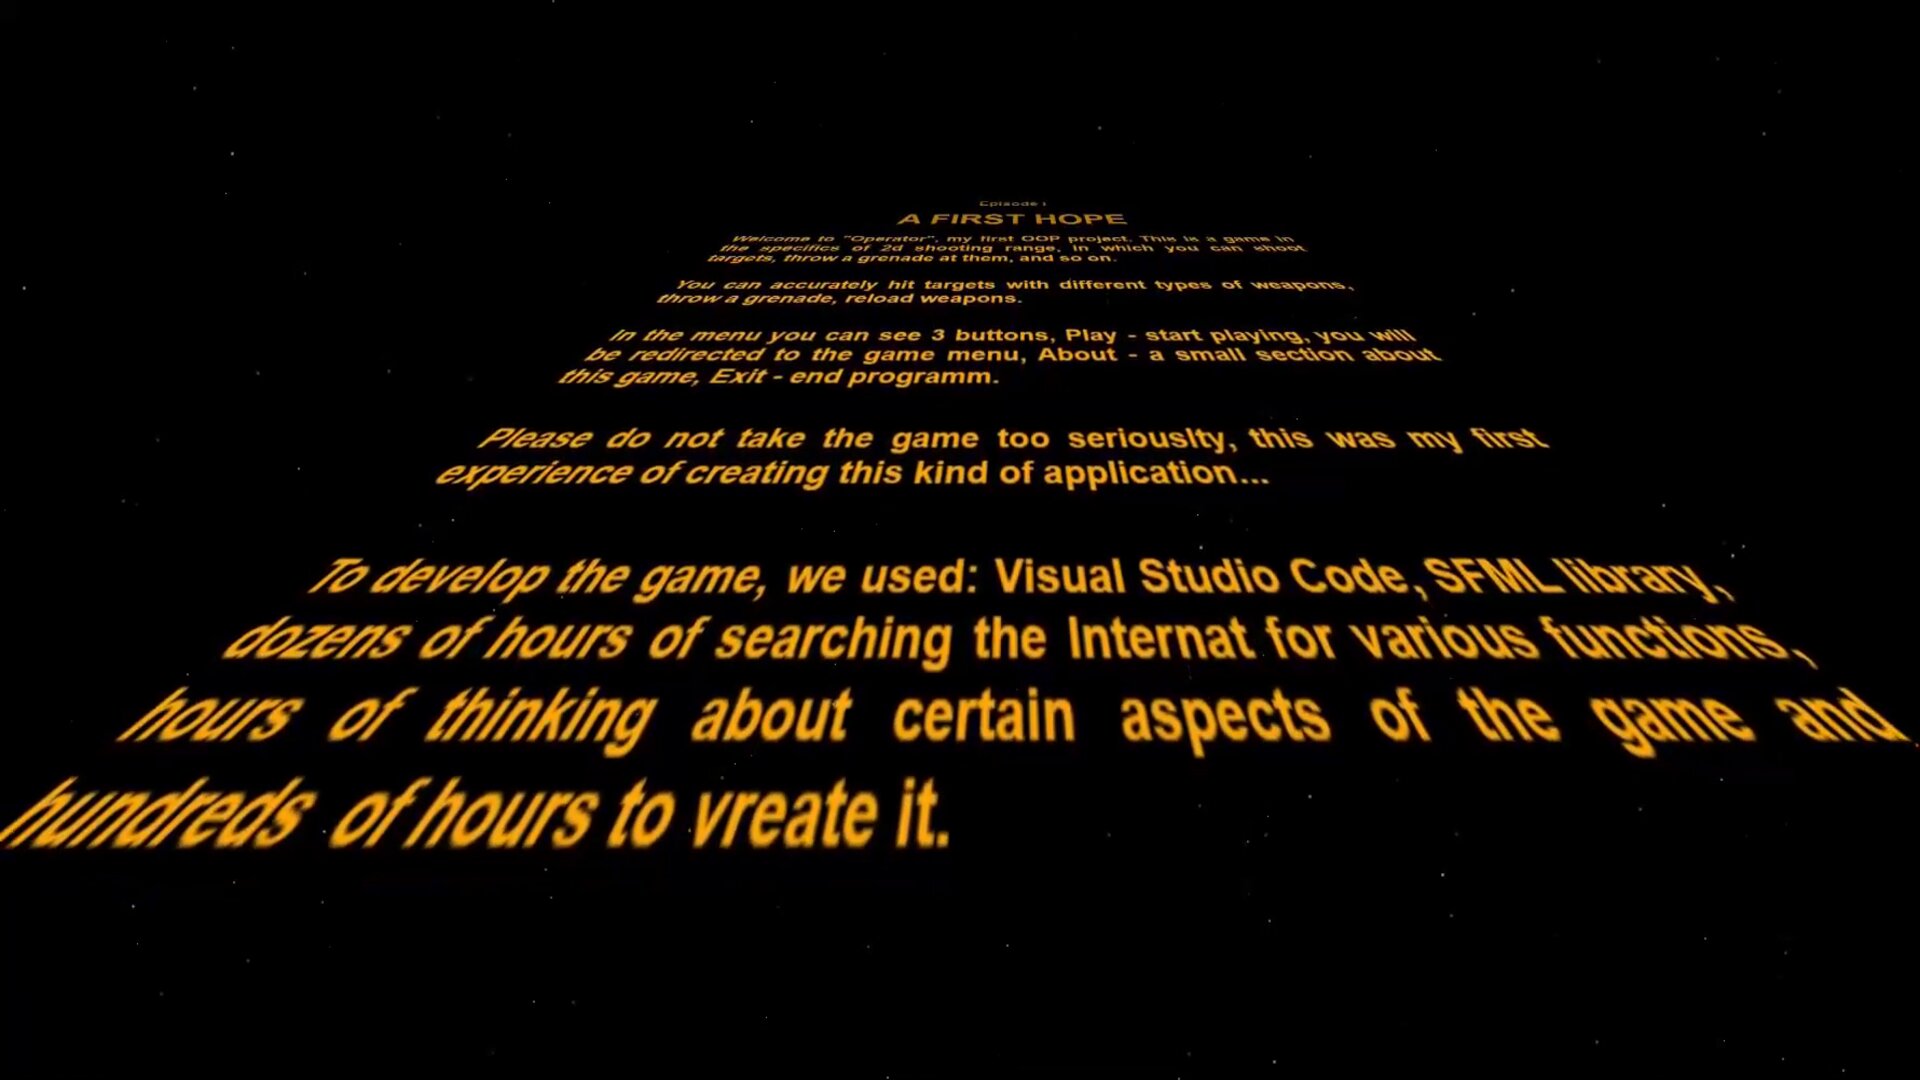 Episode I
A FIRST HOPE
Welcome to "Operator", my first OOP project. This is a game in
the specifics of 2d shooting range, in which you can shoot
targets, throw a grenade at them, and so on.
You can accurately hit targets with different types of weapons,
throw a grenade, reload weapons.
In the menu you can see 3 buttons, Play - start playing, you will
be redirected to the game menu, About - a small section about
this game, Exit - end programm.
Please do not take the game too seriouslty, this was my first
experience of creating this kind of application...
To develop the game, we used: Visual Studio Code, SFML library,
dozens of hours of searching the Internat for various functions,
hours of thinking about certain aspects of the game and
hundreds of hours to vreate it.